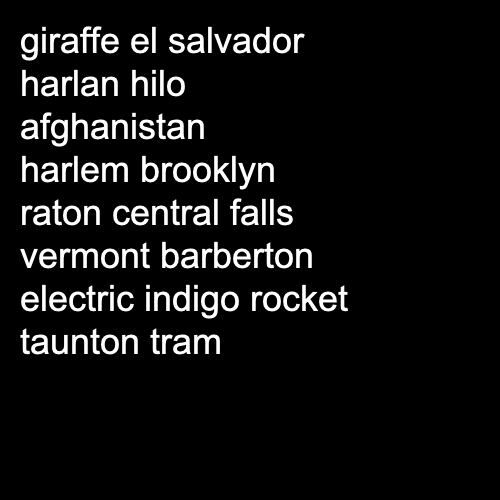 giraffe el salvador
harlan hilo
afghanistan
harlem brooklyn
raton central falls
vermont barberton
electric indigo rocket
taunton tram